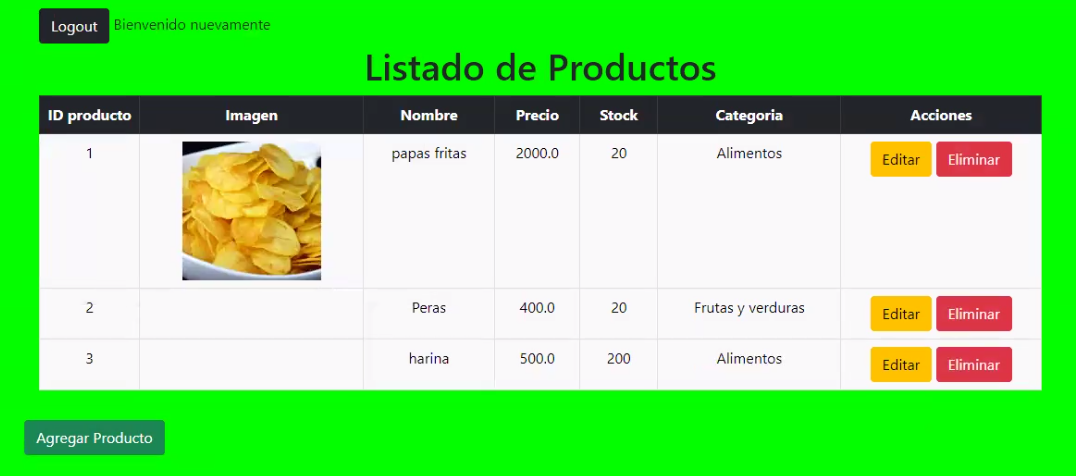 Logout Bienvenido nuevamente
Listado de Productos
ID producto Imagen Nombre Precio Stock Categoria Acciones
1 papas fritas 2000.0 20 Alimentos Editar Eliminar
2 Peras 400.0 20 Frutas y verduras Editar Eliminar
3 harina 500.0 200 Alimentos Editar Eliminar
Agregar Producto